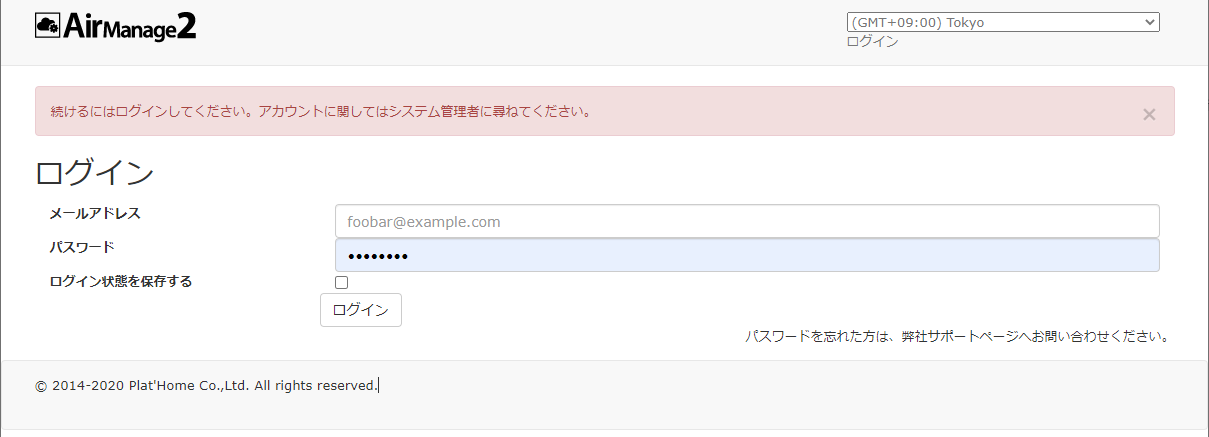 AirManage2
(GMT+09:00) Tokyo
ログイン
続けるにはログインしてください。アカウントに関してはシステム管理者に尋ねてください。
×
ログイン
メールアドレス
foobar@example.com
パスワード
••••••••
ログイン状態を保存する
ログイン
パスワードを忘れた方は、弊社サポートページへお問い合わせください。
© 2014-2020 Plat'Home Co.,Ltd. All rights reserved.